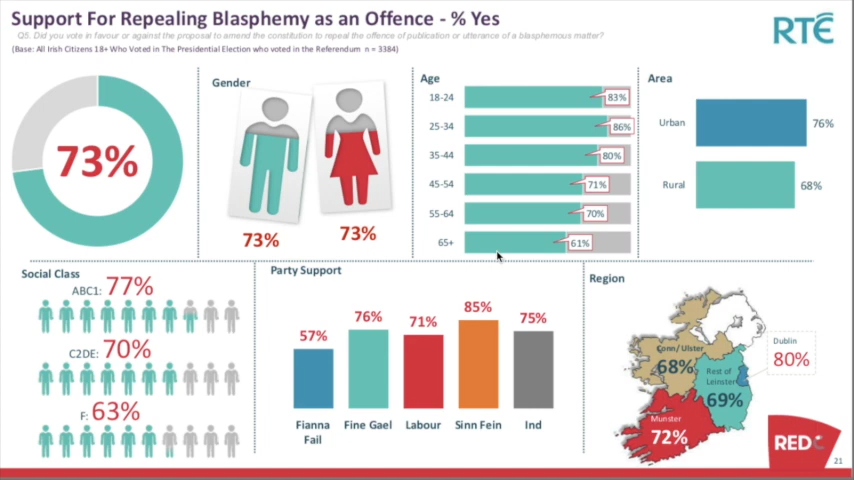 Support For Repealing Blasphemy as an Offence - % Yes
Q5. Did you vote in favour or against the proposal to amend the constitution to repeal the offence of publication or utterance of a blasphemous matter?
(Base: All Irish Citizens 18+ Who Voted in The Presidential Election who voted in the Referendum n = 3384)
RTÉ
73%
Gender
73%
73%
Age
18-24
83%
25-34
86%
35-44
80%
45-54
71%
55-64
70%
65+
61%
Area
Urban
76%
Rural
68%
Social Class
ABC1: 77%
C2DE: 70%
F: 63%
Party Support
57%
76%
71%
85%
75%
Fianna
Fail
Fine Gael
Labour
Sinn Fein
Ind
Region
Conn/Ulster
68%
Rest of
Leinster
69%
Dublin
80%
Munster
72%
REDC
21